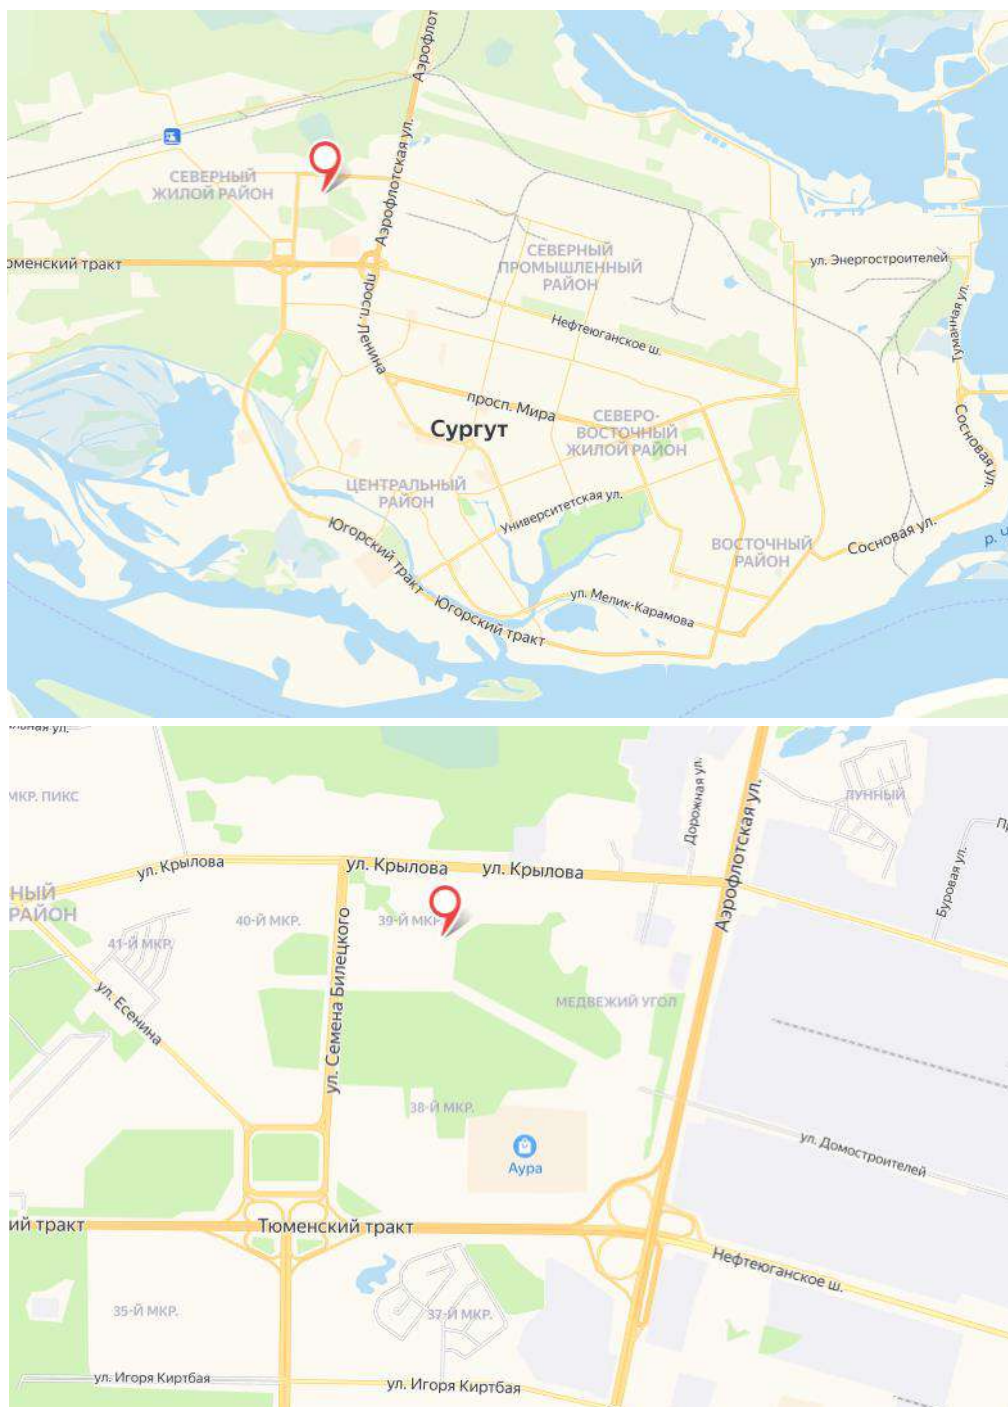 Аэрофлот
СЕВЕРНЫЙ
ЖИЛОЙ РАЙОН
Аэрофлотская ул.
юменский тракт
СЕВЕРНЫЙ
ПРОМЫШЛЕННЫЙ
РАЙОН
ул. Энергостроителей
Туманная ул.
просп. Ленина
Нефтеюганское ш.
просп. Мира
Сургут
СЕВЕРО-
ВОСТОЧНЫЙ
ЖИЛОЙ РАЙОН
Сосновая ул.
ЦЕНТРАЛЬНЫЙ
РАЙОН
Университетская ул.
Югорский тракт
ВОСТОЧНЫЙ
РАЙОН
Сосновая ул.
р. Ч
ул. Мелик-Карамова
Югорский тракт
льная ул.
МКР. ПИКС
Дорожная ул.
Аэрофлотская ул.
ЛУННЫЙ
Пр
ул. Крылова
ул. Крылова
ул. Крылова
Буровая ул.
НЫЙ
РАЙОН
40-Й МКР.
39-Й МКР.
41-Й МКР.
ул. Семена Билецкого
ул. Есенина
МЕДВЕЖИЙ УГОЛ
38-Й МКР.
Аура
ул. Домостроителей
ий тракт
Тюменский тракт
Нефтеюганское ш.
35-Й МКР.
37-Й МКР.
ул. Игоря Киртбая
ул. Игоря Киртбая